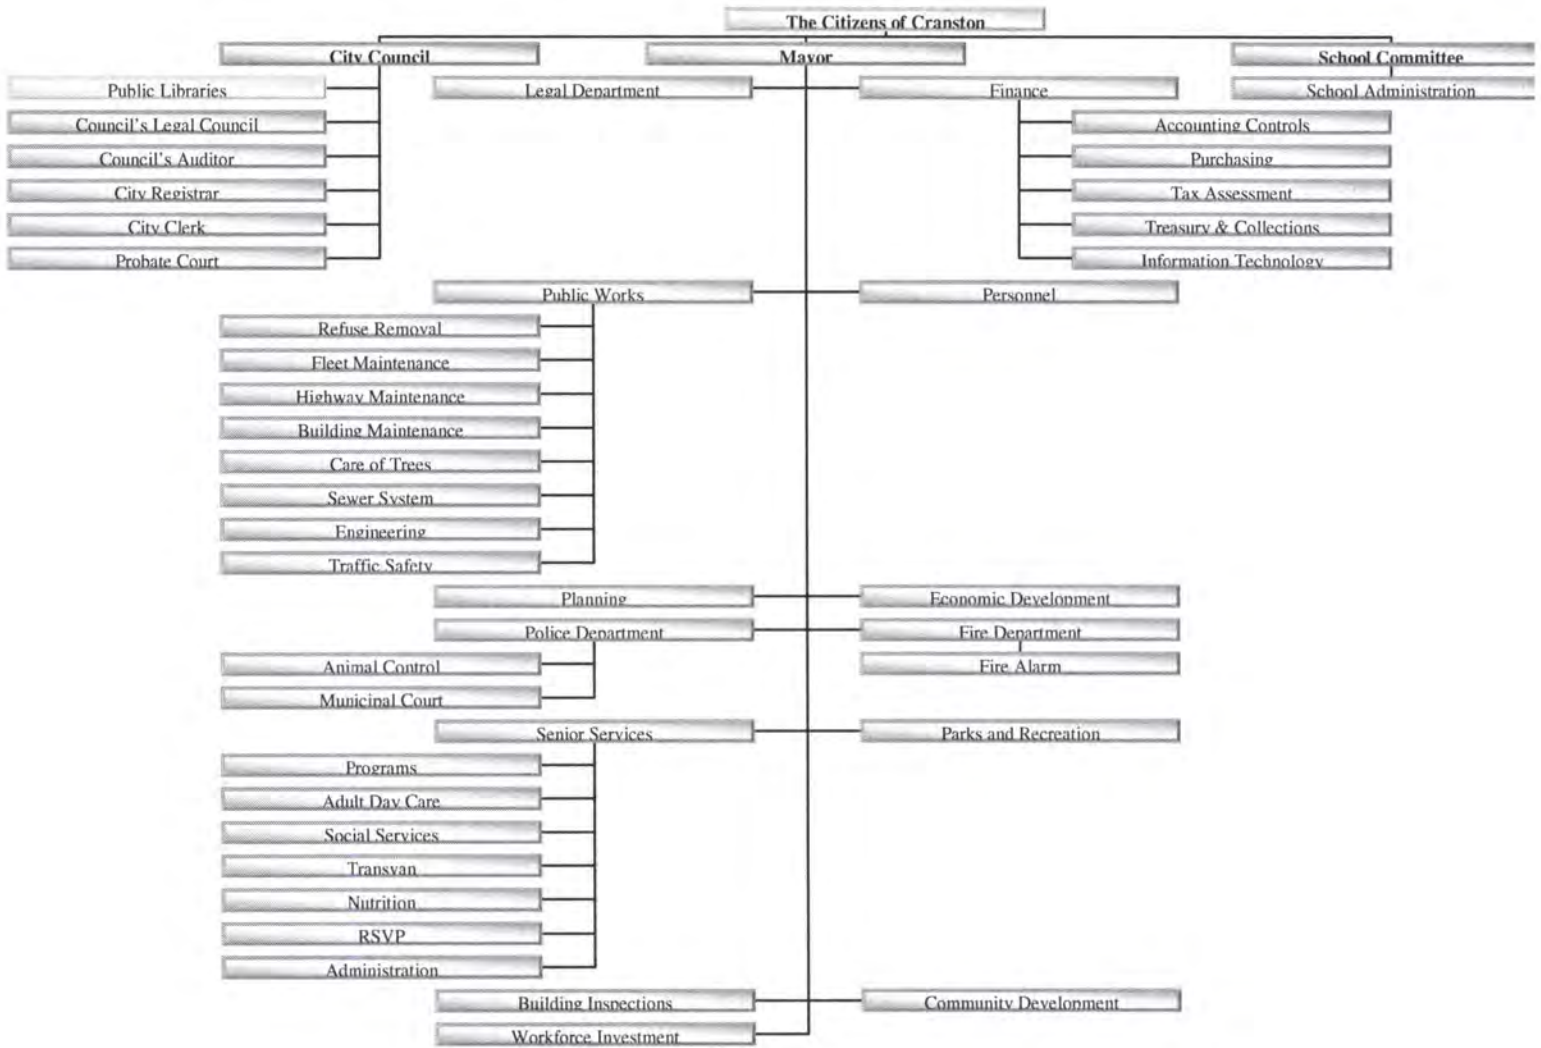 The Citizens of Cranston
City Council
Mayor
School Committee
Public Libraries
Legal Department
Finance
School Administration
Council's Legal Council
Accounting Controls
Council's Auditor
Purchasing
City Registrar
Tax Assessment
City Clerk
Treasury & Collections
Probate Court
Information Technology
Public Works
Personnel
Refuse Removal
Fleet Maintenance
Highway Maintenance
Building Maintenance
Care of Trees
Sewer System
Engineering
Traffic Safety
Planning
Economic Development
Police Department
Fire Department
Animal Control
Fire Alarm
Municipal Court
Senior Services
Parks and Recreation
Programs
Adult Day Care
Social Services
Transvan
Nutrition
RSVP
Administration
Building Inspections
Community Development
Workforce Investment